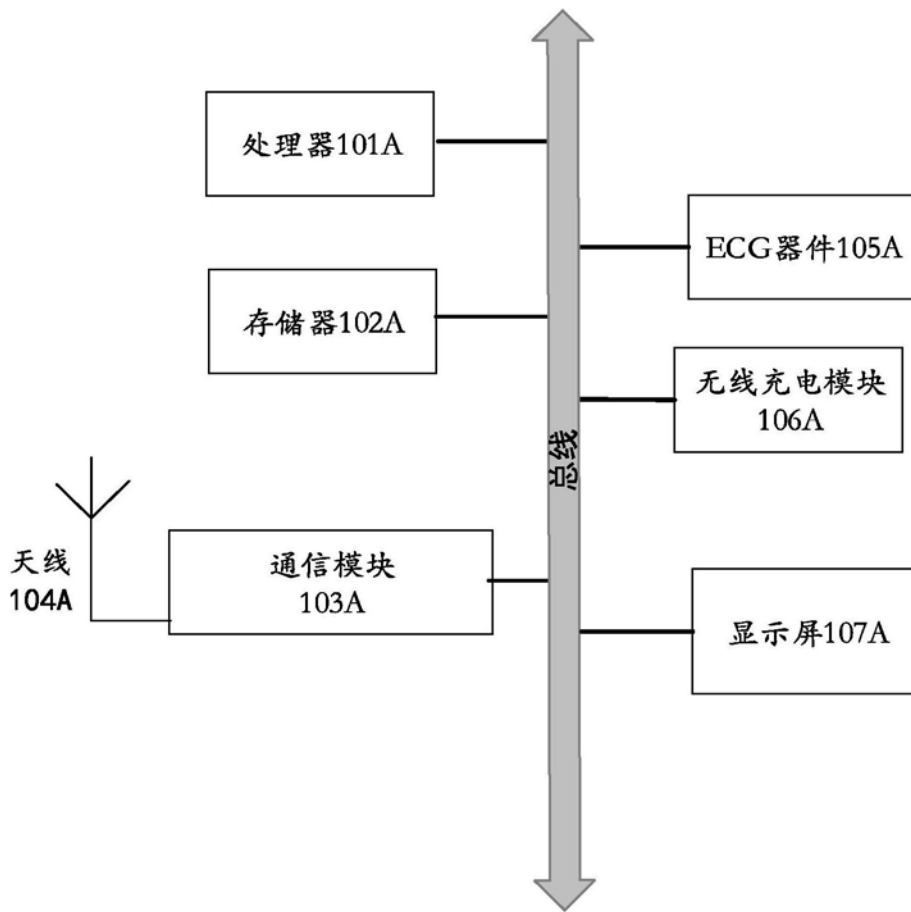 处理器101A
ECG器件105A
存储器102A
无线充电模块
106A
总线
天线
104A
通信模块
103A
显示屏107A